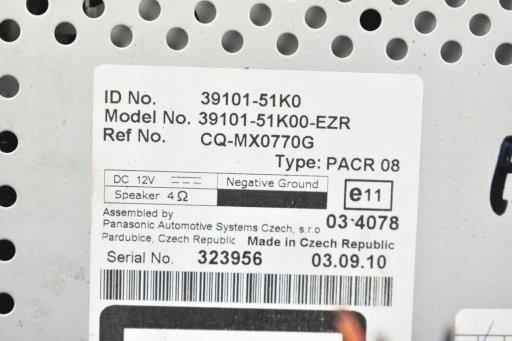 ID No. 39101-51K0
Model No. 39101-51K00-EZR
Ref No. CQ-MX0770G
Type: PACR 08
DC 12V Negative Ground
Speaker 4Ω
e11
Assembled by
Panasonic Automotive Systems Czech, s.r.o 03 4078
Pardubice, Czech Republic Made in Czech Republic
Serial No. 323956 03.09.10